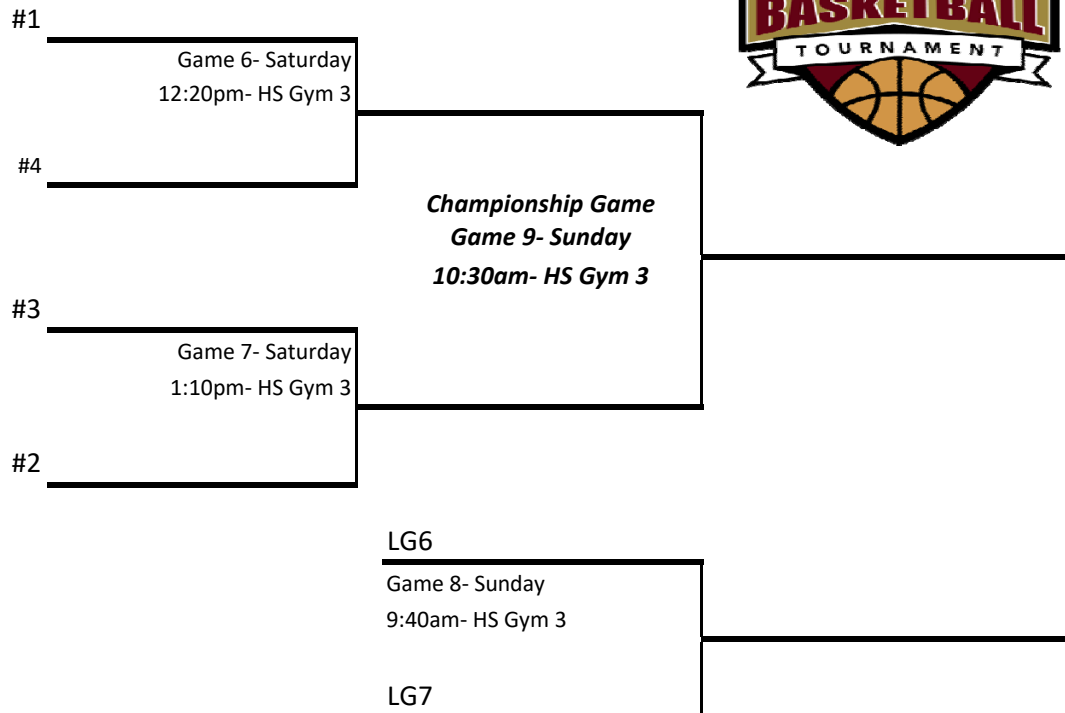 BASKETBALL
TOURNAMENT
#1
Game 6- Saturday
12:20pm- HS Gym 3
#4
Championship Game
Game 9- Sunday
10:30am- HS Gym 3
#3
Game 7- Saturday
1:10pm- HS Gym 3
#2
LG6
Game 8- Sunday
9:40am- HS Gym 3
LG7